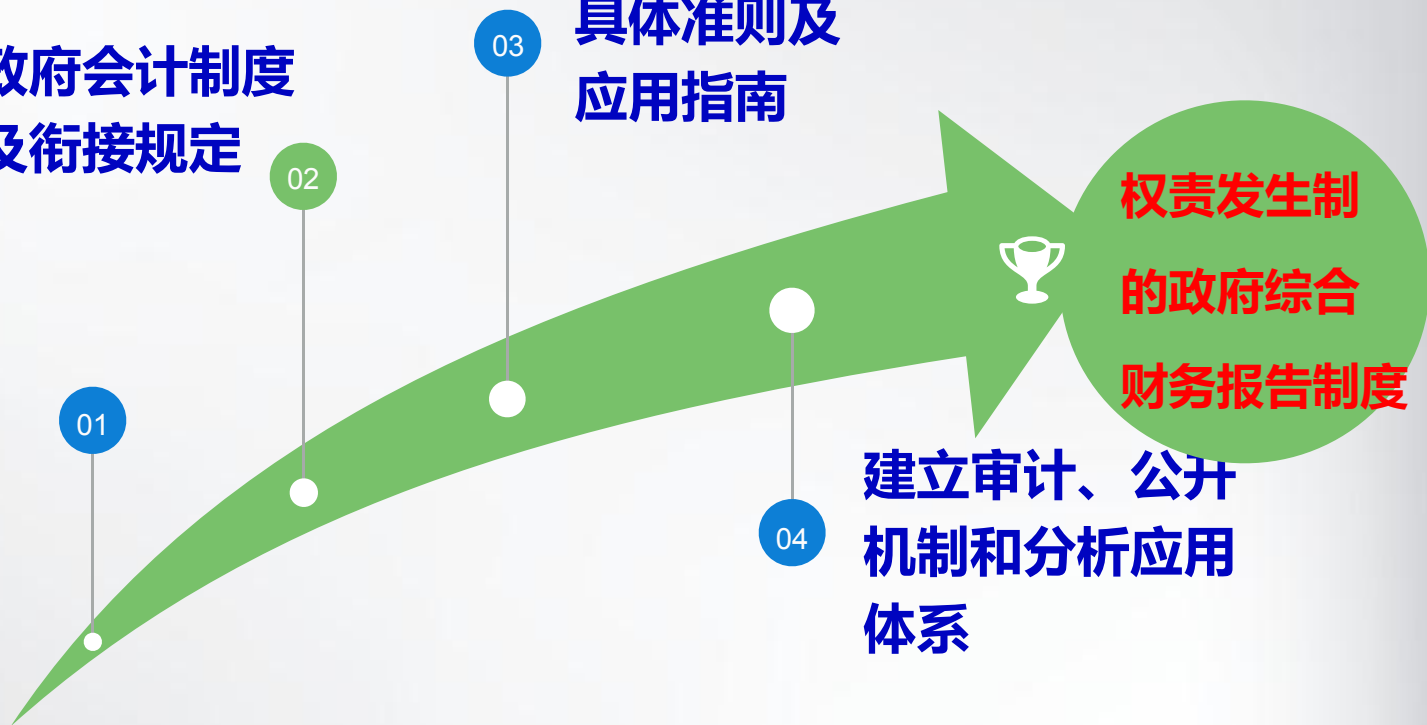 政府会计制度
及衔接规定
02
03
具体准则及
应用指南
01
04
建立审计、公开
机制和分析应用
体系
权责发生制
的政府综合
财务报告制度